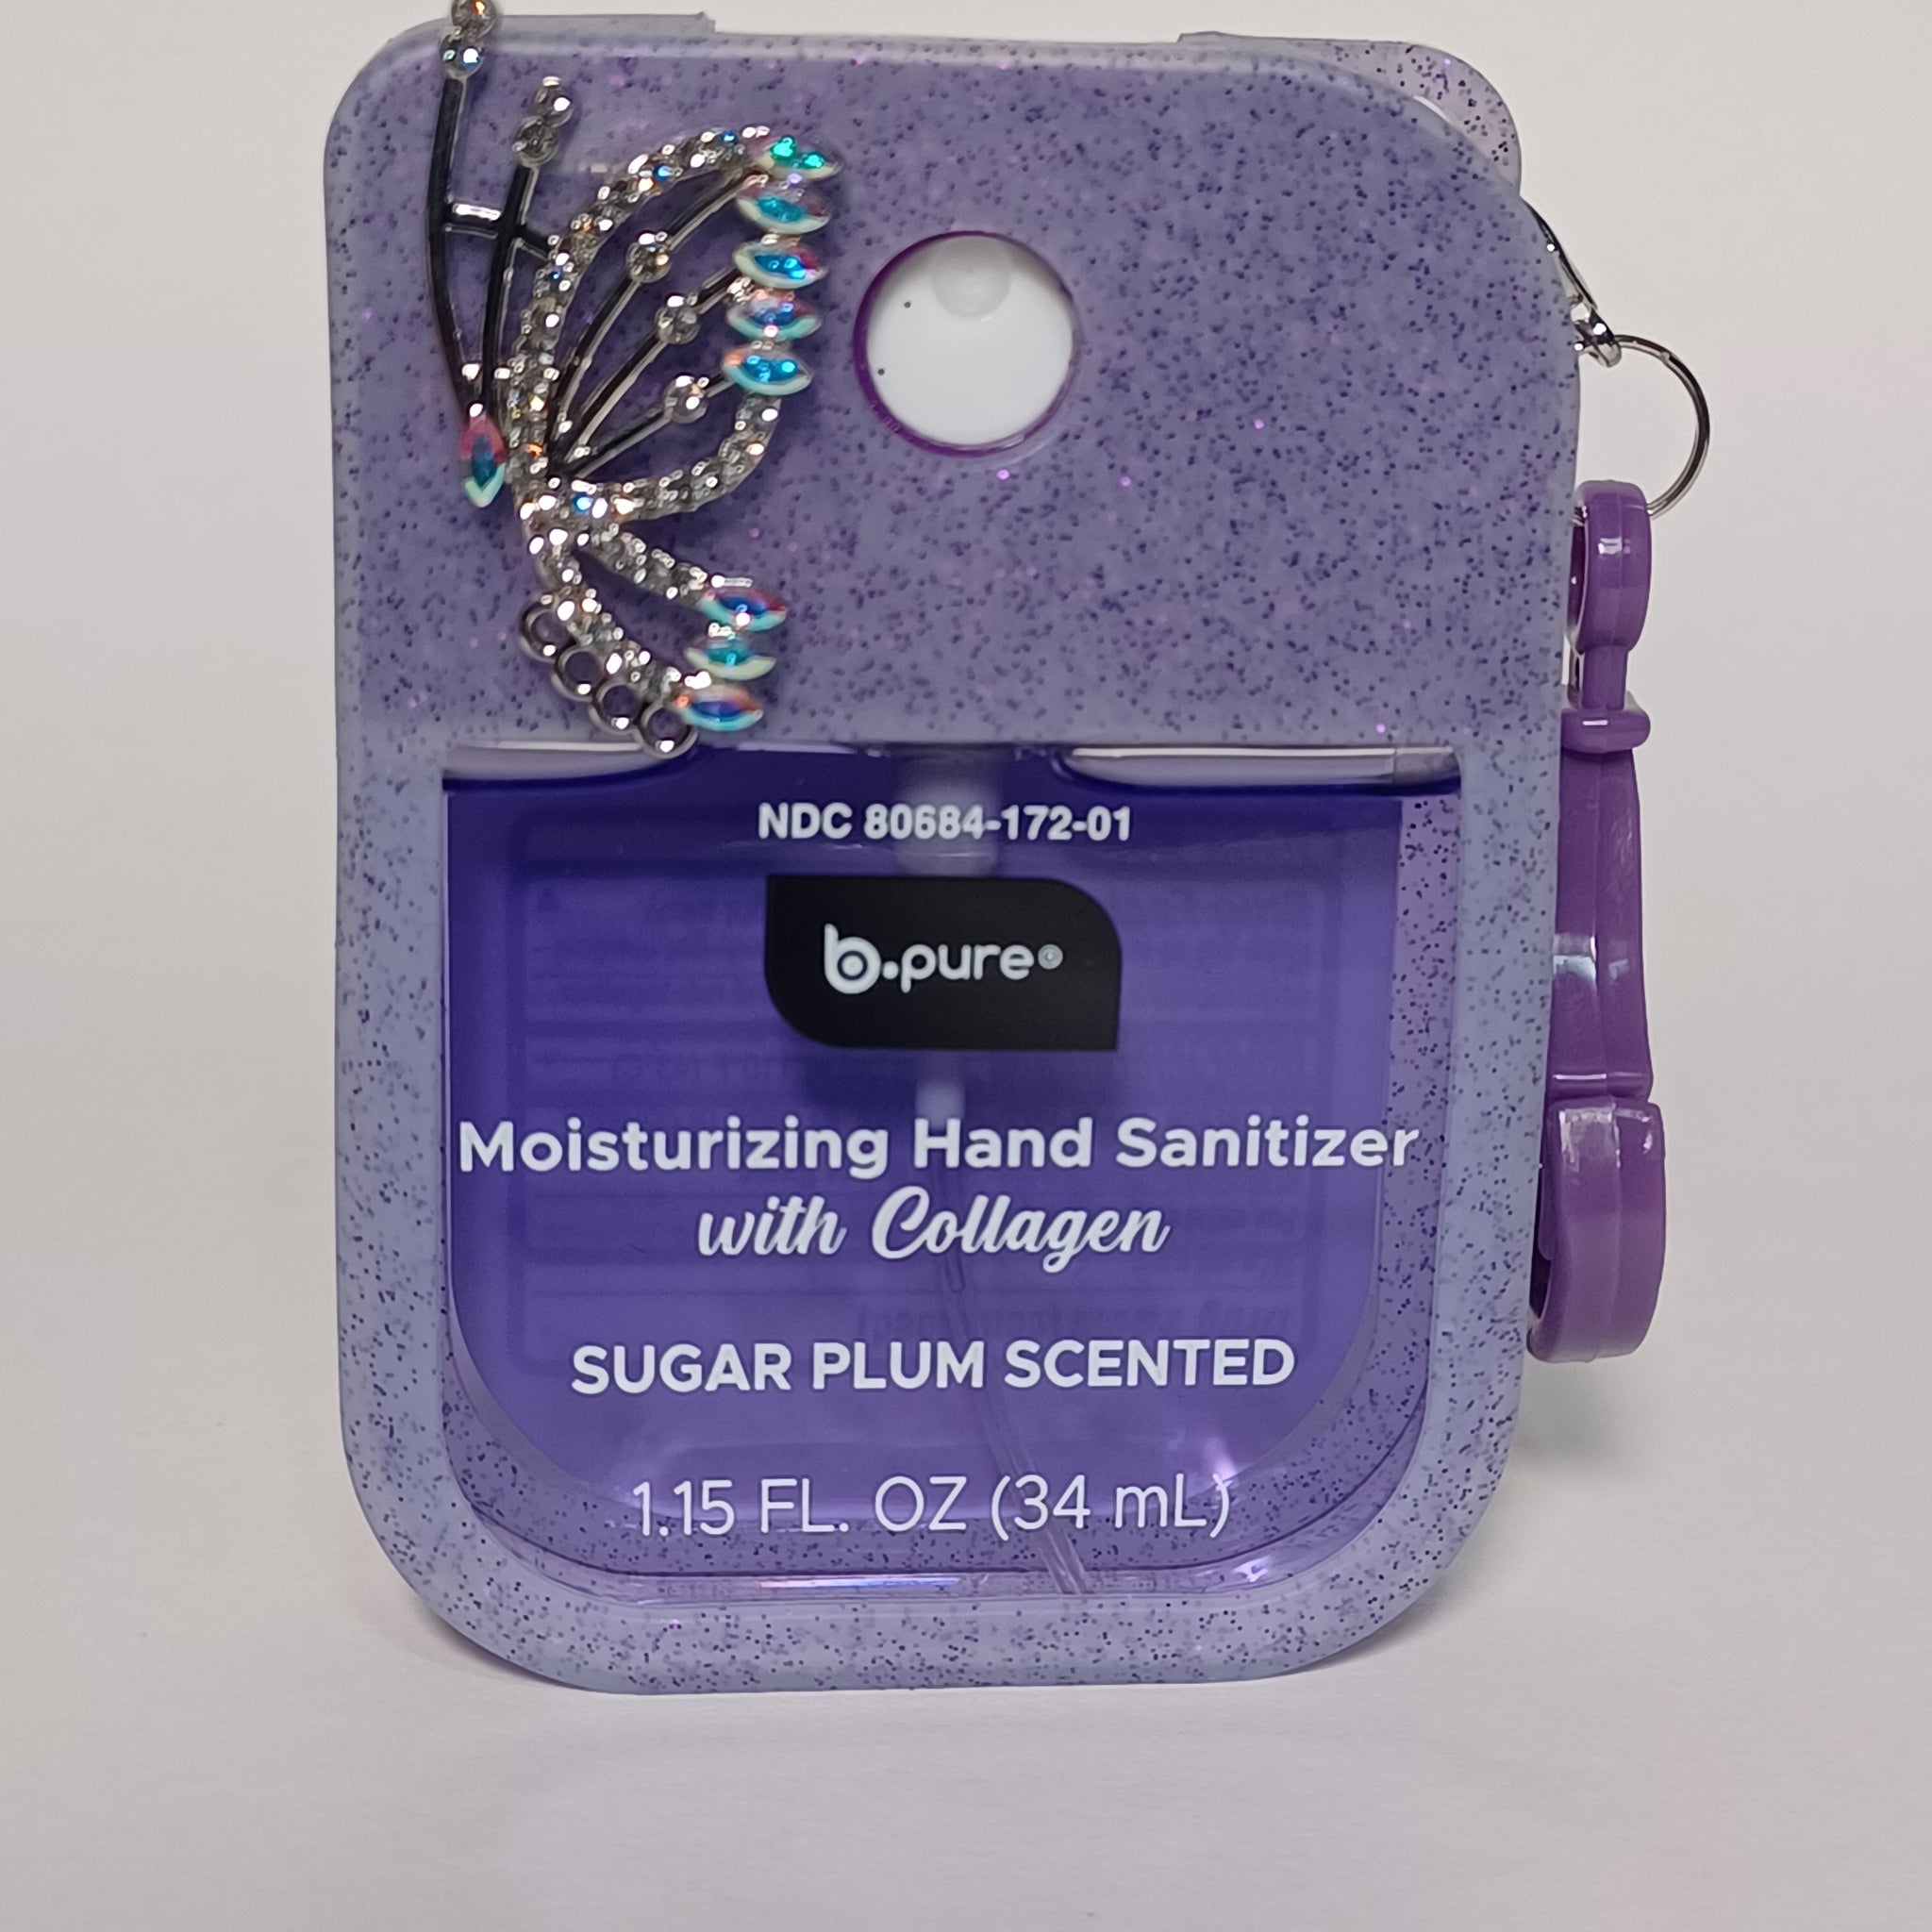 NDC 80684-172-01
b.pure®
Moisturizing Hand Sanitizer
with Collagen
SUGAR PLUM SCENTED
1.15 FL. OZ (34 mL)